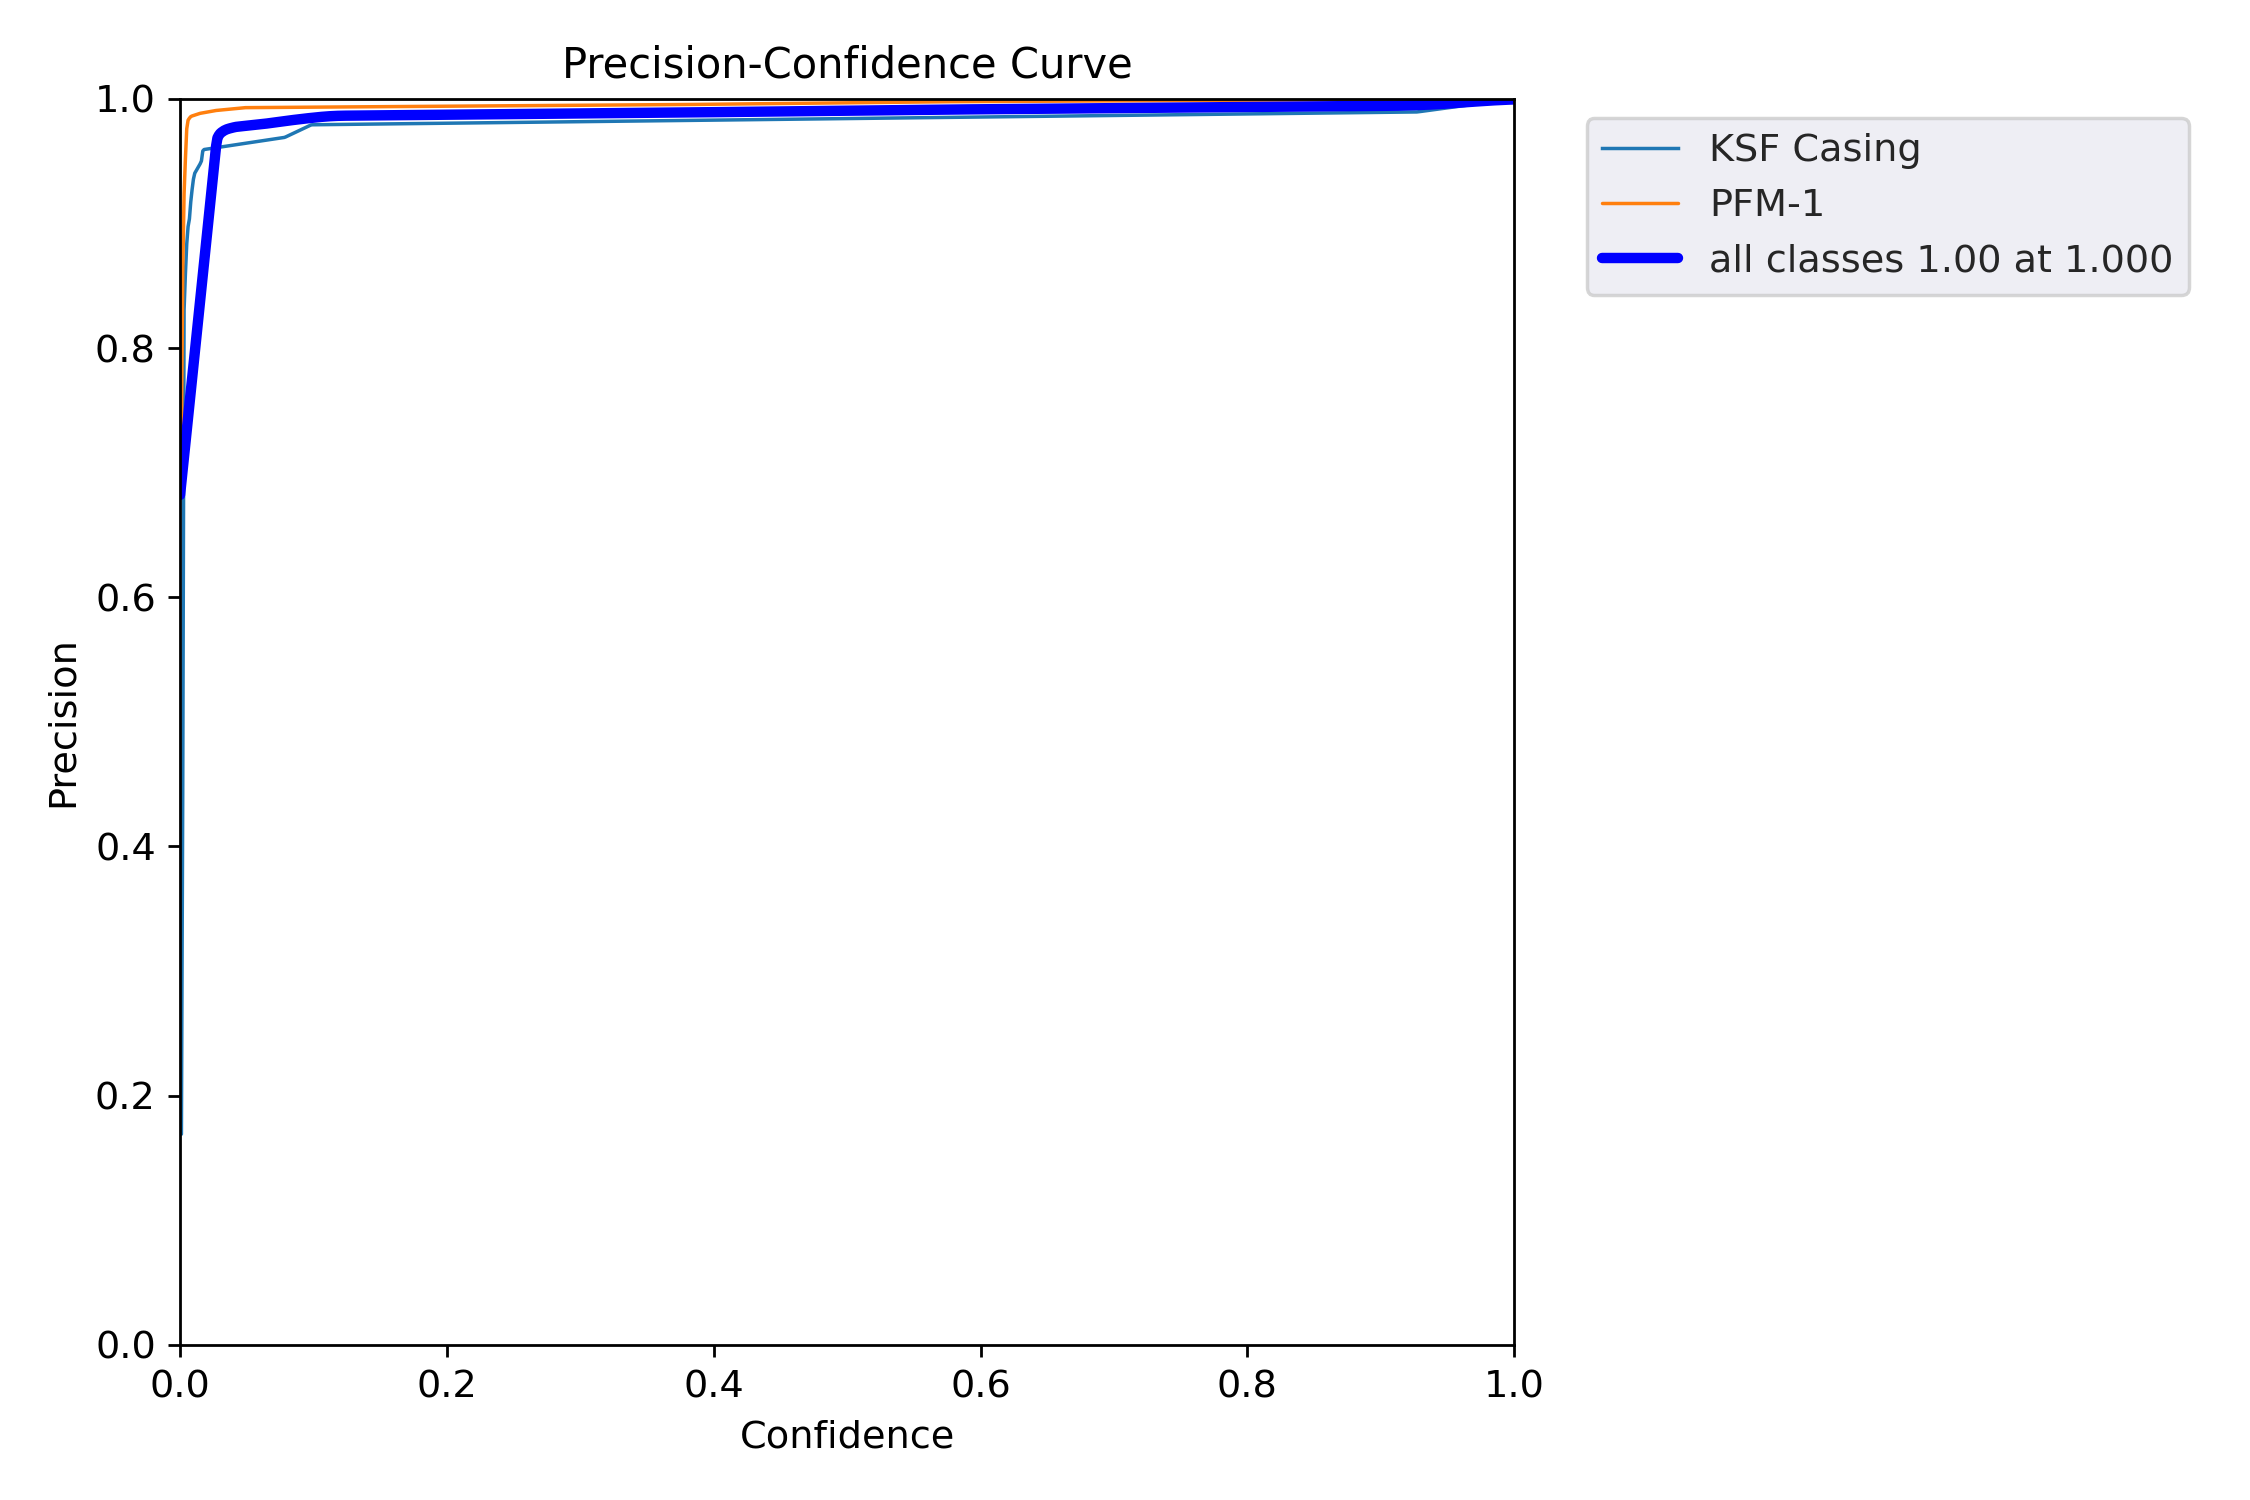 Precision-Confidence Curve
1.0
0.8
0.6
0.4
0.2
0.0
Precision
0.0 0.2 0.4 0.6 0.8 1.0
Confidence
KSF Casing
PFM-1
all classes 1.00 at 1.000